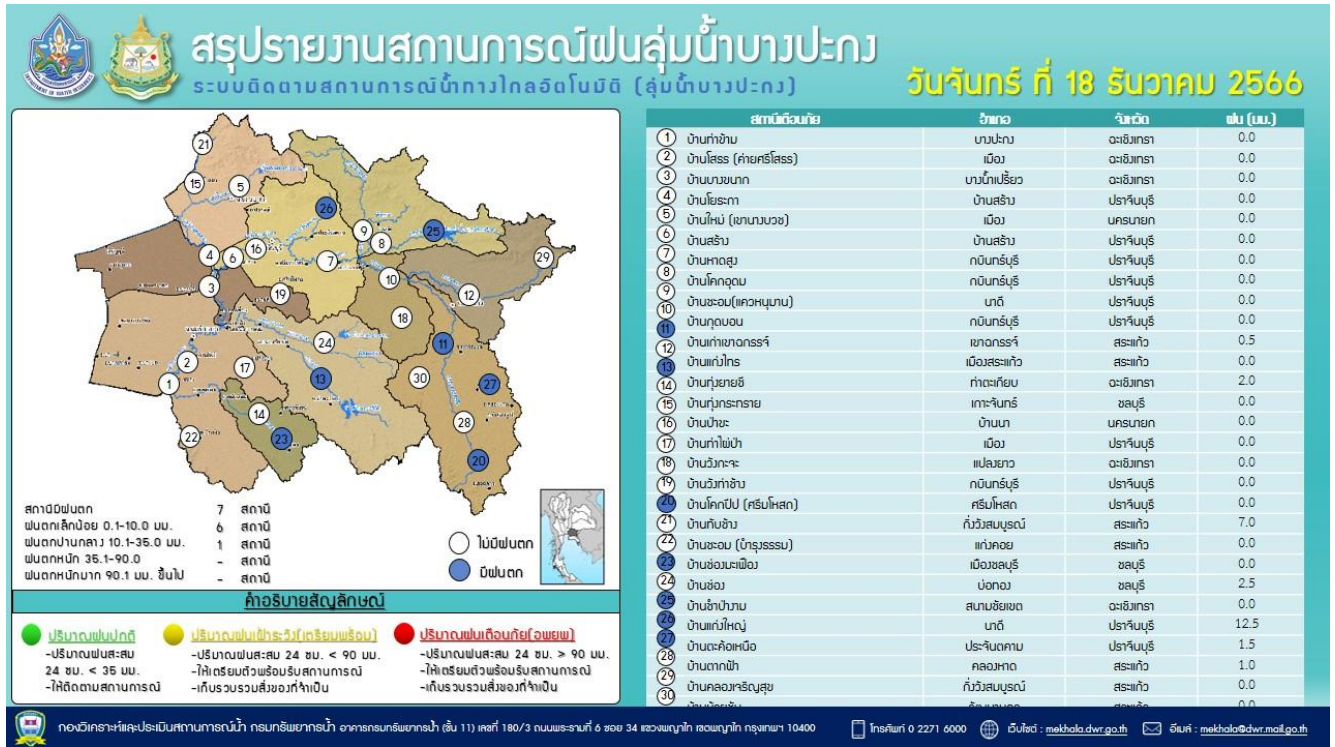 สรุปรายงานสถานการณ์ฝนลุ่มน้ำบางปะกง
ระบบติดตามสถานการณ์น้ำทางไกลอัตโนมัติ (ลุ่มน้ำบางปะกง)
วันจันทร์ ที่ 18 ธันวาคม 2566
สถานีเตือนภัย อำเภอ จังหวัด ฝน (มม.)
1 บ้านท่าข้าม บางปะกง ฉะเชิงเทรา 0.0
2 บ้านโสธร (ค่ายศรีโสธร) เมือง ฉะเชิงเทรา 0.0
3 บ้านบางขนาก บางน้ำเปรี้ยว ฉะเชิงเทรา 0.0
4 บ้านโยธะกา บ้านสร้าง ปราจีนบุรี 0.0
5 บ้านใหม่ (เขานางบวช) เมือง นครนายก 0.0
6 บ้านสร้าง บ้านสร้าง ปราจีนบุรี 0.0
7 บ้านหาดสูง กบินทร์บุรี ปราจีนบุรี 0.0
8 บ้านโคกอุดม กบินทร์บุรี ปราจีนบุรี 0.0
9 บ้านชะอม(แควหนุมาน) นาดี ปราจีนบุรี 0.0
10 บ้านกุดบอน กบินทร์บุรี ปราจีนบุรี 0.0
11 บ้านเก่าเขาฉกรรจ์ เขาฉกรรจ์ สระแก้ว 0.5
12 บ้านแก่งไทร เมืองสระแก้ว สระแก้ว 0.0
13 บ้านทุ่งยายชี ท่าตะเกียบ ฉะเชิงเทรา 2.0
14 บ้านทุ่งกระทราย เกาะจันทร์ ชลบุรี 0.0
15 บ้านป่าขะ บ้านนา นครนายก 0.0
16 บ้านท่าไผ่ป่า เมือง ปราจีนบุรี 0.0
17 บ้านวังกะจะ แปลงยาว ฉะเชิงเทรา 0.0
18 บ้านวังท่าช้าง กบินทร์บุรี ปราจีนบุรี 0.0
19 บ้านโคกปีป (ศรีมโหสถ) ศรีมโหสถ ปราจีนบุรี 0.0
20 บ้านทับช้าง กิ่งวังสมบูรณ์ สระแก้ว 7.0
21 บ้านชะอม (บำรุงธรรม) แก่งคอย สระแก้ว 0.0
22 บ้านช่องมะเฟือง เมืองชลบุรี ชลบุรี 0.0
23 บ้านช่อง บ่อทอง ชลบุรี 2.5
24 บ้านชำป่างาม สนามชัยเขต ฉะเชิงเทรา 0.0
25 บ้านแก่งใหญ่ นาดี ปราจีนบุรี 12.5
26 บ้านตะค้อเหนือ ประจันตคาม ปราจีนบุรี 1.5
27 บ้านตากฟ้า คลองหาด สระแก้ว 1.0
28 บ้านคลองเจริญสุข กิ่งวังสมบูรณ์ สระแก้ว 0.0
29
30
21
15
5
26
9
8
25
29
4
6
16
7
10
12
3
19
18
24
11
2
17
13
30
27
1
14
28
22
23
20
สถานีมีฝนตก 7 สถานี
ฝนตกเล็กน้อย 0.1-10.0 มม. 6 สถานี
ฝนตกปานกลาง 10.1-35.0 มม. 1 สถานี
ฝนตกหนัก 35.1-90.0 - สถานี
ฝนตกหนักมาก 90.1 มม. ขึ้นไป - สถานี
ไม่มีฝนตก
มีฝนตก
คำอธิบายสัญลักษณ์
ปริมาณฝนปกติ
-ปริมาณฝนสะสม
24 ชม. < 35 มม.
-ให้ติดตามสถานการณ์
ปริมาณฝนเฝ้าระวัง(เตรียมพร้อม)
-ปริมาณฝนสะสม 24 ชม. < 90 มม.
-ให้เตรียมตัวพร้อมรับสถานการณ์
-เก็บรวบรวมสิ่งของที่จำเป็น
ปริมาณฝนเตือนภัย(อพยพ)
-ปริมาณฝนสะสม 24 ชม. > 90 มม.
-ให้เตรียมตัวพร้อมรับสถานการณ์
-เก็บรวบรวมสิ่งของที่จำเป็น
กองวิเคราะห์และประเมินสถานการณ์น้ำ กรมทรัพยากรน้ำ อาคารกรมทรัพยากรน้ำ (ชั้น 11) เลขที่ 180/3 ถนนพระรามที่ 6 ซอย 34 แขวงพญาไท เขตพญาไท กรุงเทพฯ 10400
โทรศัพท์ 0 2271 6000
เว็บไซต์ : mekhala.dwr.go.th
อีเมล์ : mekhala@dwr.mail.go.th